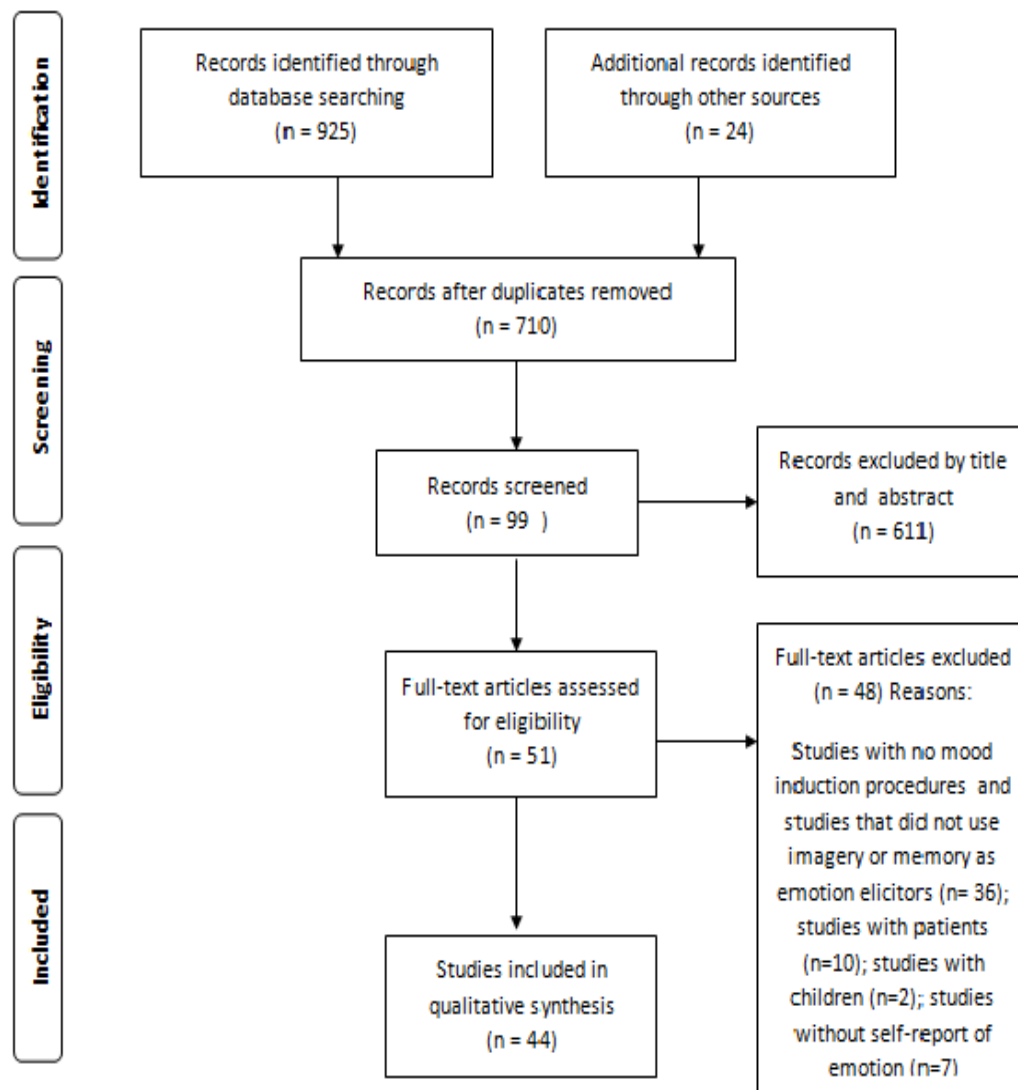 Identification
Records identified through
database searching
(n = 925)
Additional records identified
through other sources
(n = 24)
Screening
Records after duplicates removed
(n = 710)
Records screened
(n = 99 )
Records excluded by title
and abstract
(n = 611)
Eligibility
Full-text articles assessed
for eligibility
(n = 51)
Full-text articles excluded
(n = 48) Reasons:
Studies with no mood
induction procedures and
studies that did not use
imagery or memory as
emotion elicitors (n= 36);
studies with patients
(n=10); studies with
children (n=2); studies
without self-report of
emotion (n=7)
Included
Studies included in
qualitative synthesis
(n = 44)